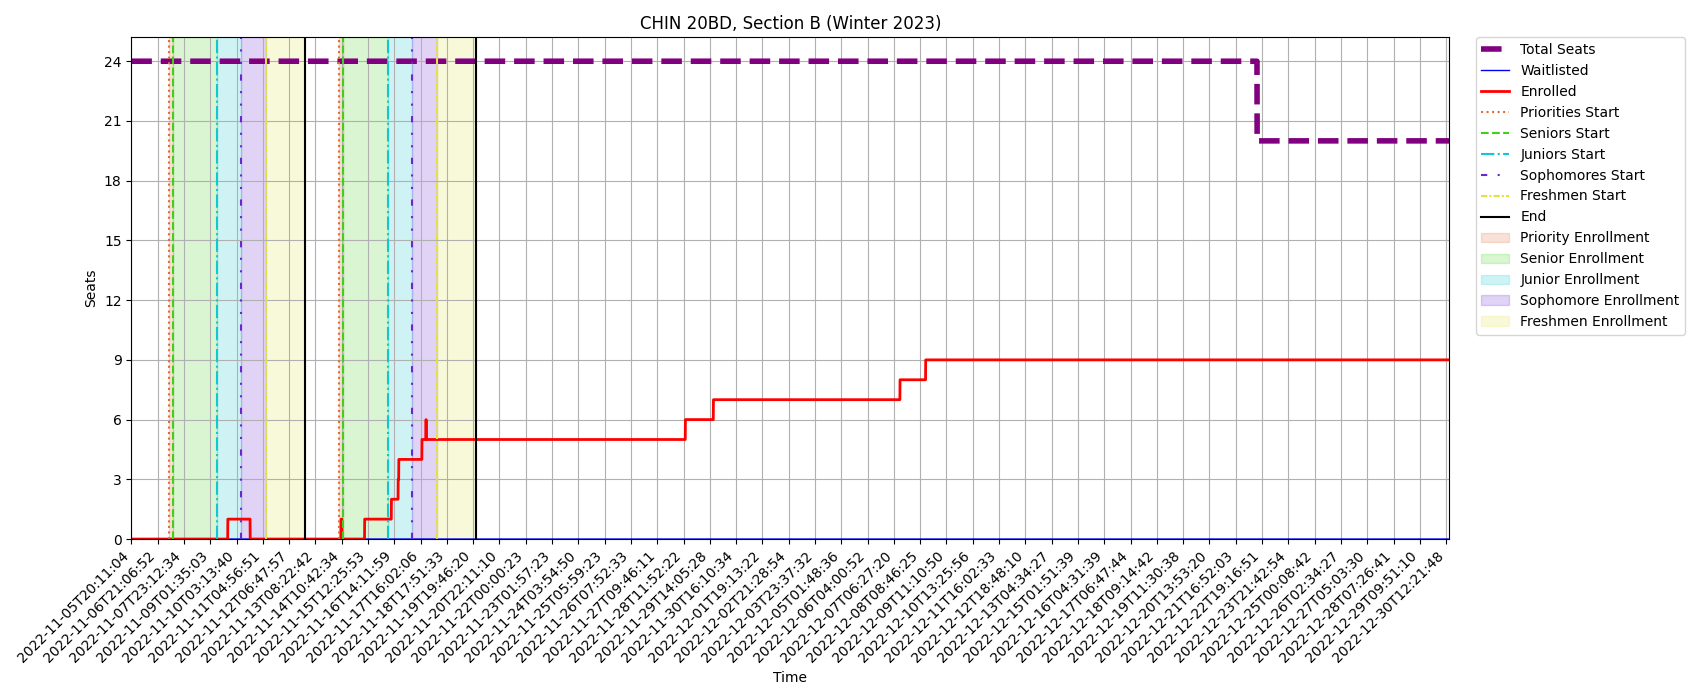 CHIN 20BD, Section B (Winter 2023)
Seats
24
21
18
15
12
9
6
3
0
2022-11-05T20:11:04
2022-11-06T21:06:52
2022-11-07T23:12:34
2022-11-09T01:35:03
2022-11-10T03:13:40
2022-11-11T04:56:51
2022-11-12T06:47:57
2022-11-13T08:22:42
2022-11-14T10:42:34
2022-11-15T12:25:53
2022-11-16T14:11:59
2022-11-17T16:02:06
2022-11-18T17:51:33
2022-11-19T19:46:20
2022-11-20T22:11:10
2022-11-22T00:00:23
2022-11-23T01:57:23
2022-11-24T03:54:50
2022-11-25T05:59:23
2022-11-26T07:52:33
2022-11-27T09:46:11
2022-11-28T11:52:22
2022-11-29T14:05:28
2022-11-30T16:10:34
2022-12-01T19:13:22
2022-12-02T21:28:54
2022-12-03T23:37:32
2022-12-05T01:48:36
2022-12-06T04:00:52
2022-12-07T06:27:20
2022-12-08T08:46:25
2022-12-09T11:10:50
2022-12-10T13:25:56
2022-12-11T16:02:33
2022-12-12T18:48:10
2022-12-13T04:34:27
2022-12-15T01:51:39
2022-12-16T04:31:39
2022-12-17T06:47:44
2022-12-18T09:14:42
2022-12-19T11:30:38
2022-12-20T13:53:20
2022-12-21T16:52:03
2022-12-22T19:16:51
2022-12-23T21:42:54
2022-12-25T00:08:42
2022-12-26T02:34:27
2022-12-27T05:03:30
2022-12-28T07:26:41
2022-12-29T09:51:10
2022-12-30T12:21:48
Time
Total Seats
Waitlisted
Enrolled
Priorities Start
Seniors Start
Juniors Start
Sophomores Start
Freshmen Start
End
Priority Enrollment
Senior Enrollment
Junior Enrollment
Sophomore Enrollment
Freshmen Enrollment